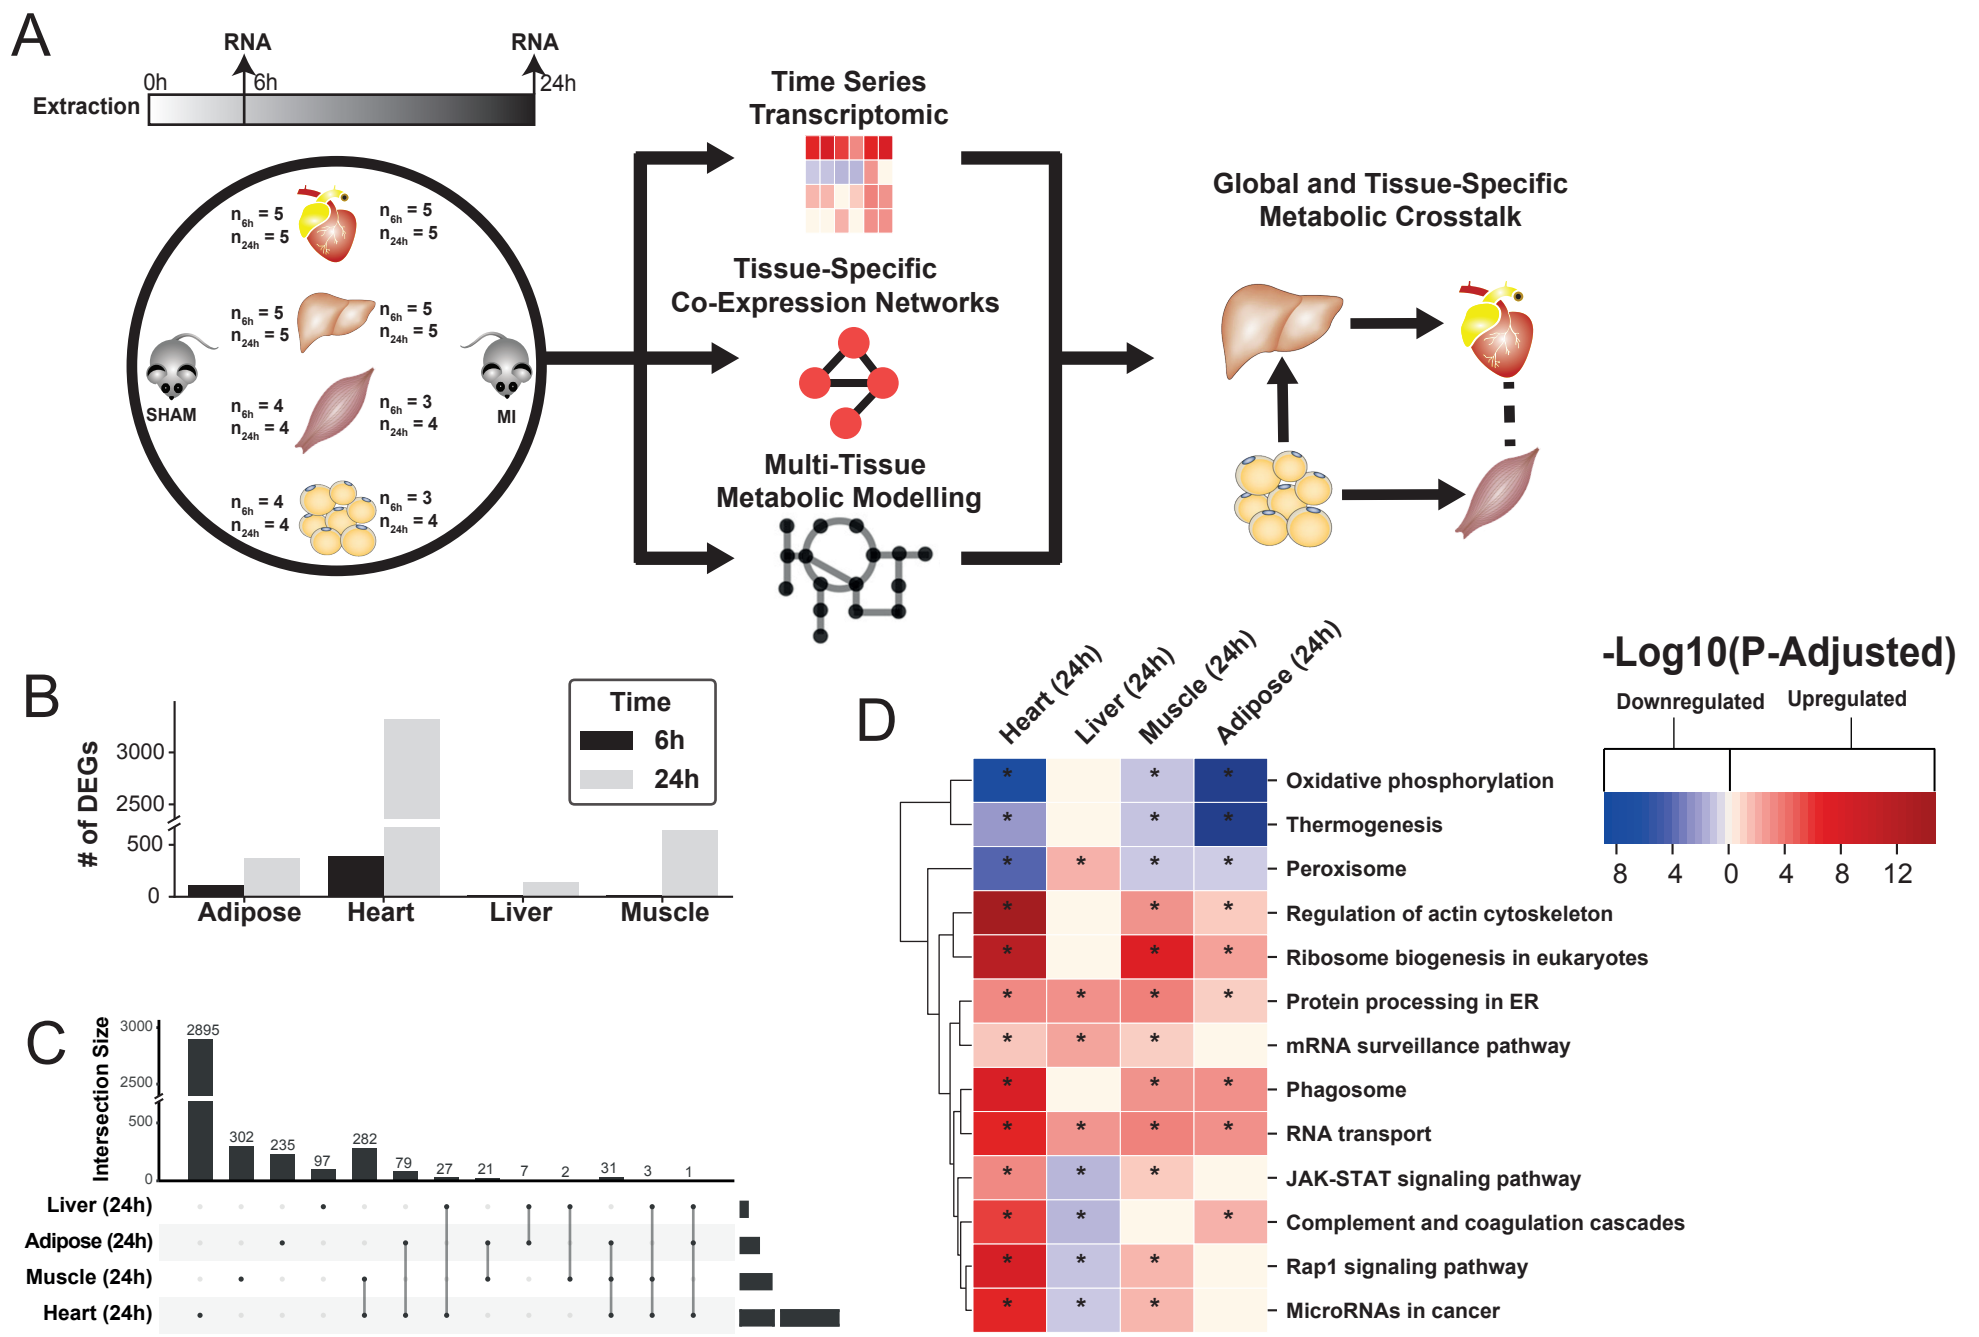 A
RNA
RNA
0h
6h
24h
Extraction
n6h = 5
n24h = 5
n6h = 5
n24h = 5
n6h = 5
n24h = 5
n6h = 5
n24h = 5
SHAM
MI
n6h = 4
n24h = 4
n6h = 3
n24h = 4
n6h = 4
n24h = 4
n6h = 3
n24h = 4
Time Series
Transcriptomic
Tissue-Specific
Co-Expression Networks
Multi-Tissue
Metabolic Modelling
Global and Tissue-Specific
Metabolic Crosstalk
B
# of DEGs
3000
2500
500
0
Adipose
Heart
Liver
Muscle
Time
6h
24h
C
Intersection Size
3000
2500
500
0
2895
302
235
97
282
79
27
21
7
2
31
3
1
Liver (24h)
Adipose (24h)
Muscle (24h)
Heart (24h)
D
Heart (24h)
Liver (24h)
Muscle (24h)
Adipose (24h)
* * * Oxidative phosphorylation
* * * Thermogenesis
* * * * Peroxisome
* * * Regulation of actin cytoskeleton
* * * Ribosome biogenesis in eukaryotes
* * * * Protein processing in ER
* * * mRNA surveillance pathway
* * * Phagosome
* * * * RNA transport
* * * JAK-STAT signaling pathway
* * * Complement and coagulation cascades
* * * Rap1 signaling pathway
* * * MicroRNAs in cancer
-Log10(P-Adjusted)
Downregulated
Upregulated
8 4 0 4 8 12